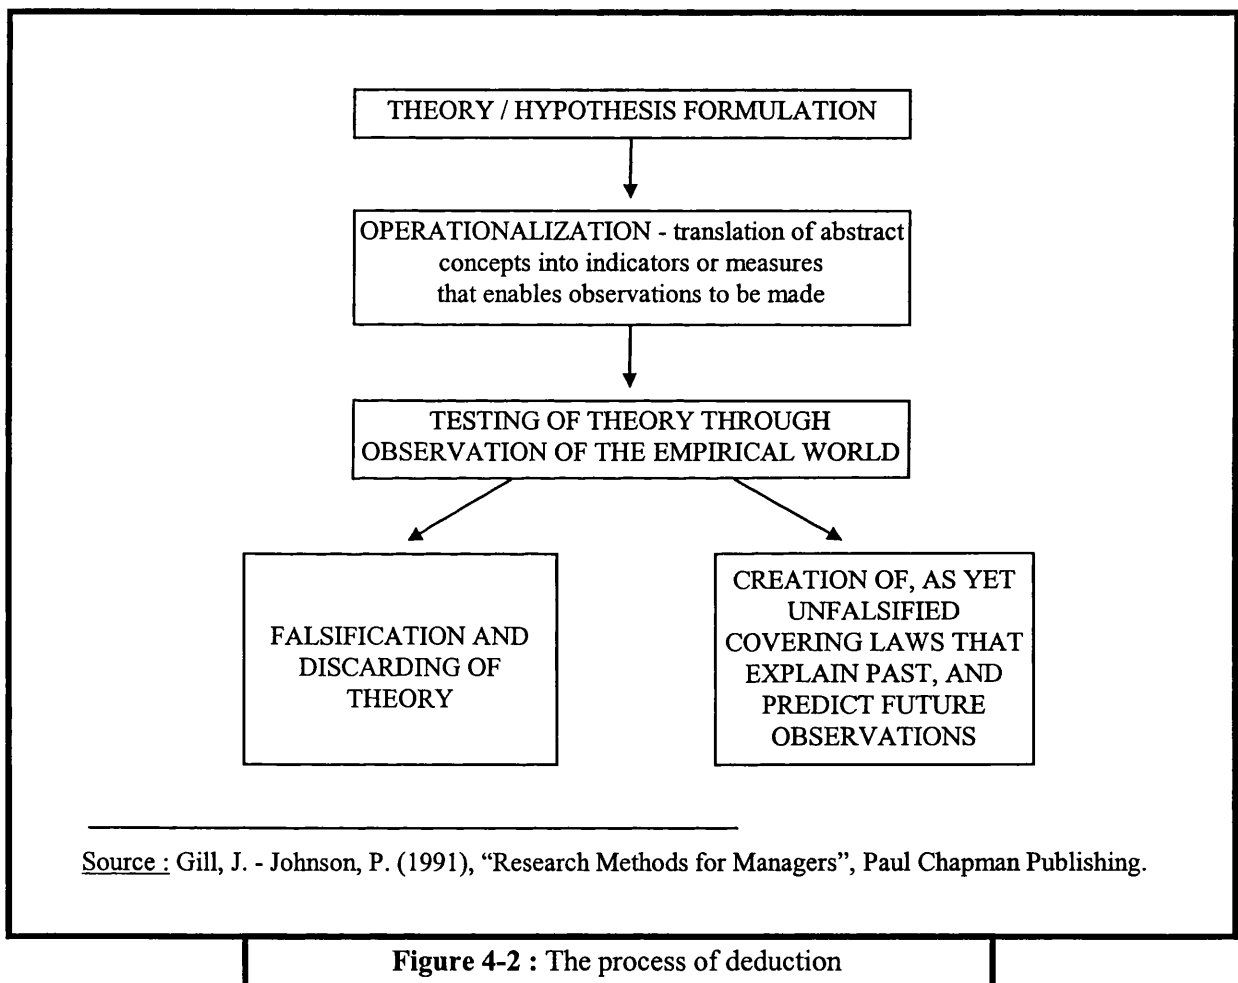 THEORY / HYPOTHESIS FORMULATION
OPERATIONALIZATION - translation of abstract
concepts into indicators or measures
that enables observations to be made
TESTING OF THEORY THROUGH
OBSERVATION OF THE EMPIRICAL WORLD
FALSIFICATION AND
DISCARDING OF
THEORY
CREATION OF, AS YET
UNFALSIFIED
COVERING LAWS THAT
EXPLAIN PAST, AND
PREDICT FUTURE
OBSERVATIONS
Source : Gill, J. - Johnson, P. (1991), “Research Methods for Managers”, Paul Chapman Publishing.
Figure 4-2 : The process of deduction